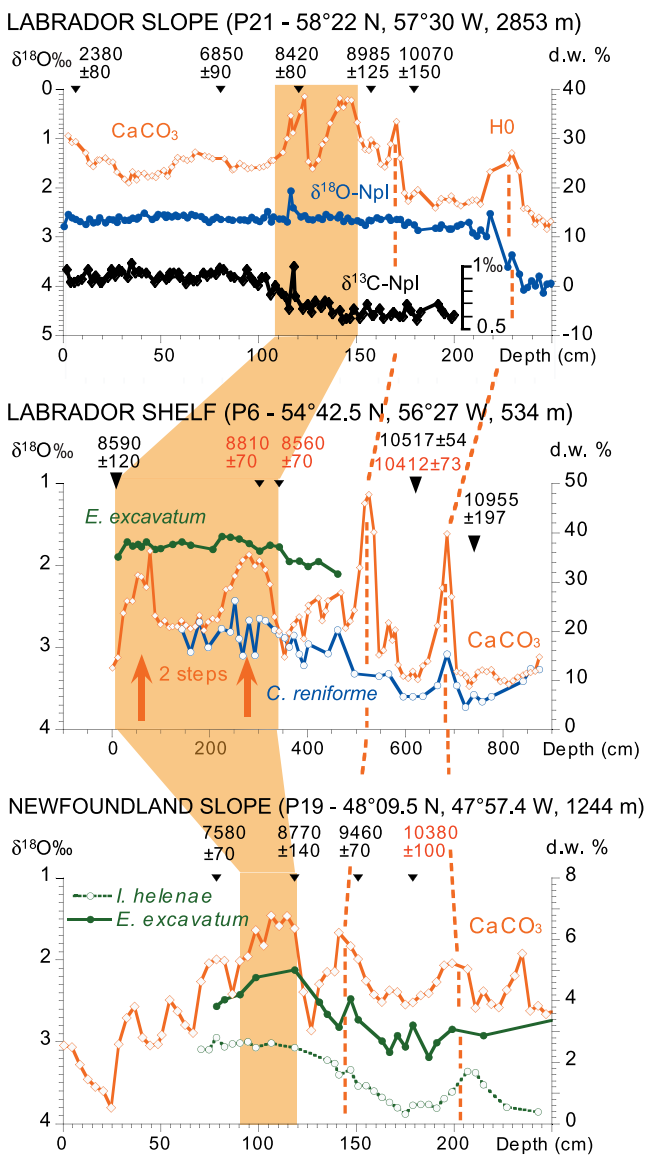 LABRADOR SLOPE (P21 - 58°22 N, 57°30 W, 2853 m)
δ18O‰ 2380 6850 8420 8985 10070 d.w. %
±80 ±90 ±80 ±125 ±150
0 40
CaCO3 H0
1 30
2 20
δ18O-Npl
3 10
δ13C-Npl 1‰
4 0
0.5
5 -10
0 50 100 150 200 Depth (cm)
LABRADOR SHELF (P6 - 54°42.5 N, 56°27 W, 534 m)
δ18O‰ 8590 8810 8560 10517±54 d.w. %
±120 ±70 ±70 10412±73
1 50
10955
±197
E. excavatum
40
2
30
3 20
2 steps CaCO3
C. reniforme
10
4 0
0 200 400 600 800 Depth (cm)
NEWFOUNDLAND SLOPE (P19 - 48°09.5 N, 47°57.4 W, 1244 m)
δ18O‰ 7580 8770 9460 10380 d.w. %
±70 ±140 ±70 ±100
1 8
I. helenae
E. excavatum CaCO3
2 6
4
3
2
4 0
0 50 100 150 200 Depth (cm)